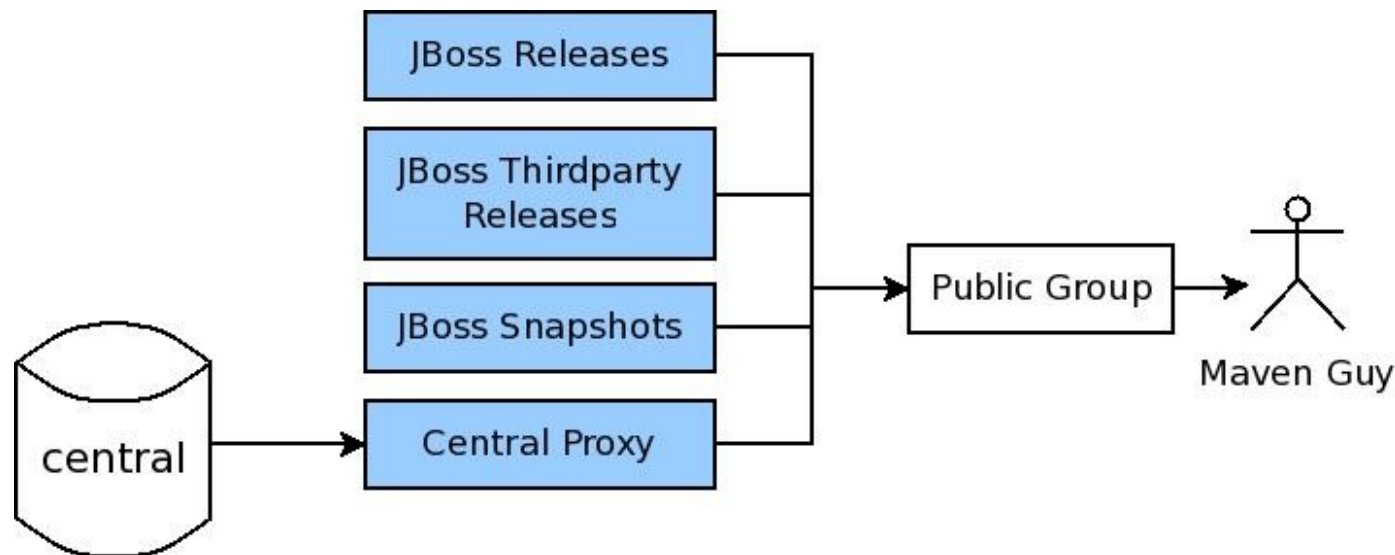 JBoss Releases
JBoss Thirdparty
Releases
JBoss Snapshots
Central Proxy
central
Public Group
Maven Guy